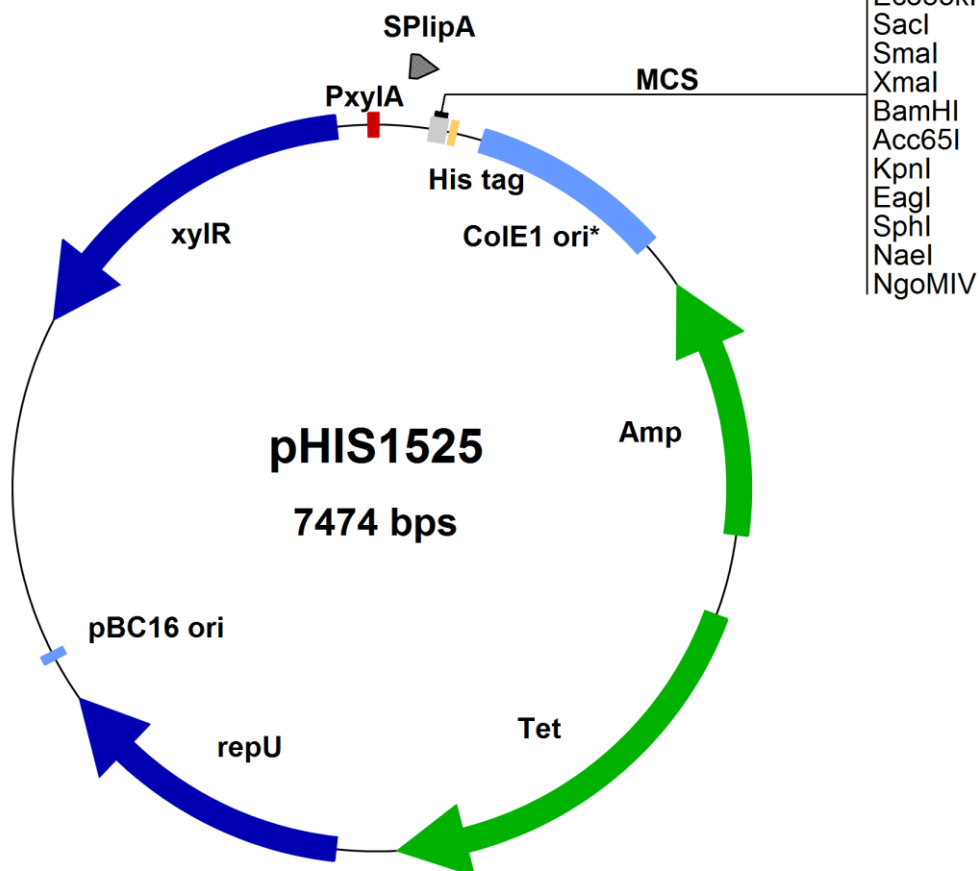 SPlipA
MCS
SacI
SmaI
XmaI
BamHI
Acc65I
KpnI
EagI
SphI
NaeI
NgoMIV
PxylA
His tag
ColE1 ori*
xylR
Amp
pHIS1525
7474 bps
pBC16 ori
Tet
repU